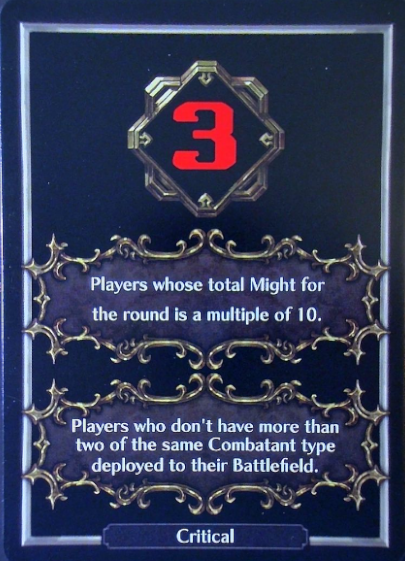 3
Players whose total Might for
the round is a multiple of 10.
Players who don't have more than
two of the same Combatant type
deployed to their Battlefield.
Critical